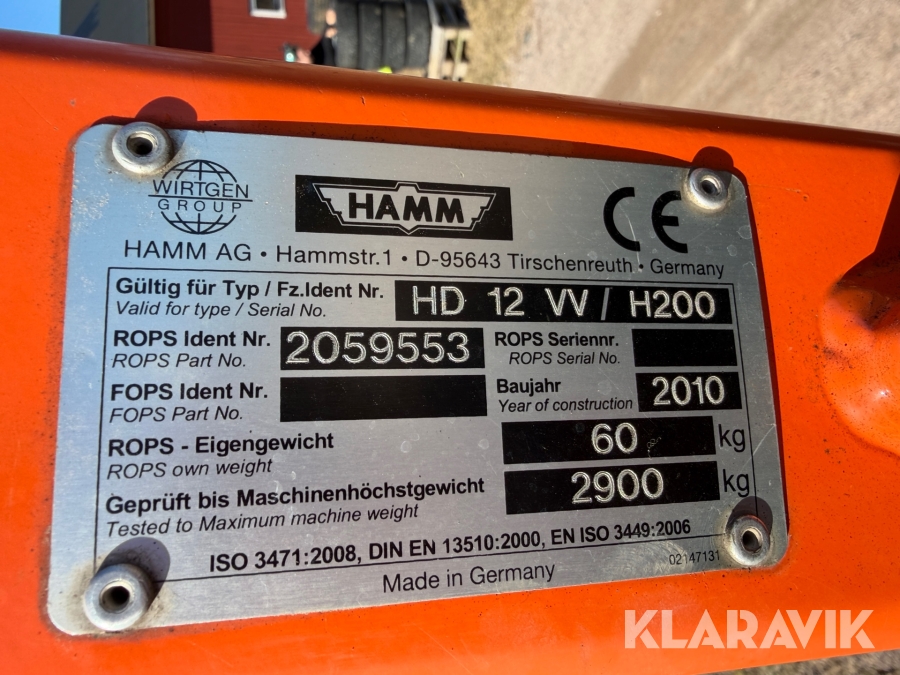 WIRTGEN
GROUP
HAMM
CE
HAMM AG · Hammstr.1 · D-95643 Tirschenreuth · Germany
Gültig für Typ / Fz.Ident Nr.
Valid for type / Serial No.
HD 12 VV / H200
ROPS Ident Nr.
ROPS Part No.
2059553
ROPS Seriennr.
ROPS Serial No.
FOPS Ident Nr.
FOPS Part No.
Baujahr
Year of construction
2010
ROPS - Eigengewicht
ROPS own weight
60 kg
Geprüft bis Maschinenhöchstgewicht
Tested to Maximum machine weight
2900 kg
ISO 3471:2008, DIN EN 13510:2000, EN ISO 3449:2006
02147131
Made in Germany
KLARAVIK